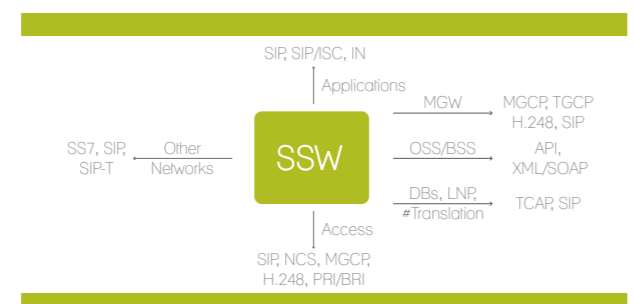 SIP, SIP/ISC, IN
Applications
MGW
MGCP, TGCP
H.248, SIP
SS7, SIP,
SIP-T
Other
Networks
SSW
OSS/BSS
API,
XML/SOAP
DBs, LNP,
#Translation
TCAP, SIP
Access
SIP, NCS, MGCP,
H.248, PRI/BRI